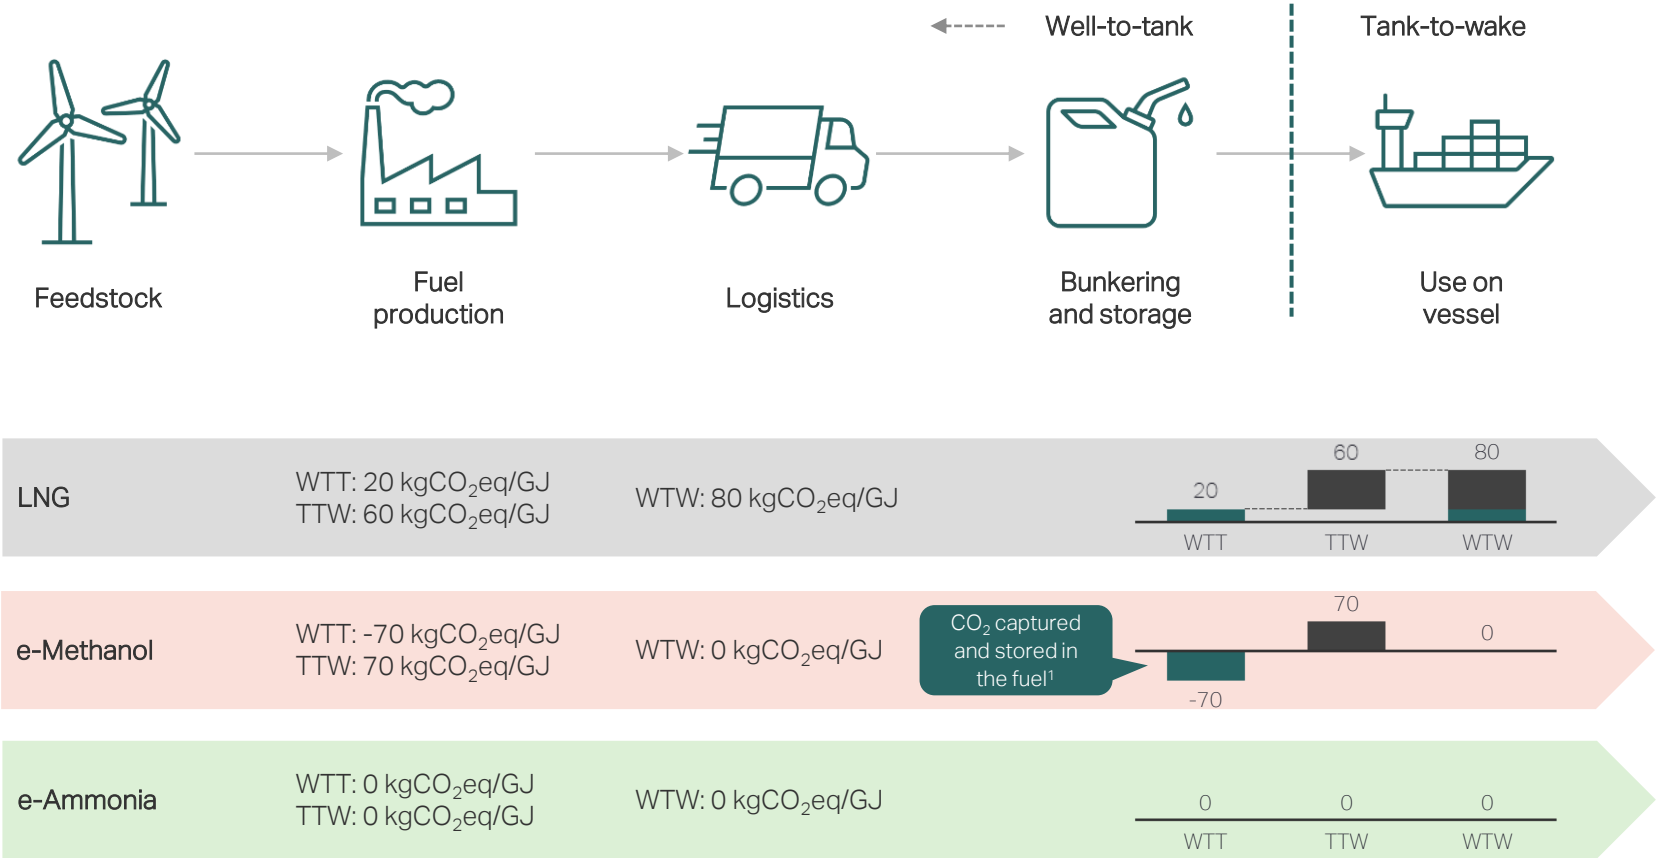 Well-to-tank
Tank-to-wake
Feedstock
Fuel
production
Logistics
Bunkering
and storage
Use on
vessel
LNG
WTT: 20 kgCO₂eq/GJ
TTW: 60 kgCO₂eq/GJ
WTW: 80 kgCO₂eq/GJ
20
60
80
WTT
TTW
WTW
e-Methanol
WTT: -70 kgCO₂eq/GJ
TTW: 70 kgCO₂eq/GJ
WTW: 0 kgCO₂eq/GJ
CO₂ captured
and stored in
the fuel¹
-70
70
0
e-Ammonia
WTT: 0 kgCO₂eq/GJ
TTW: 0 kgCO₂eq/GJ
WTW: 0 kgCO₂eq/GJ
0
0
0
WTT
TTW
WTW